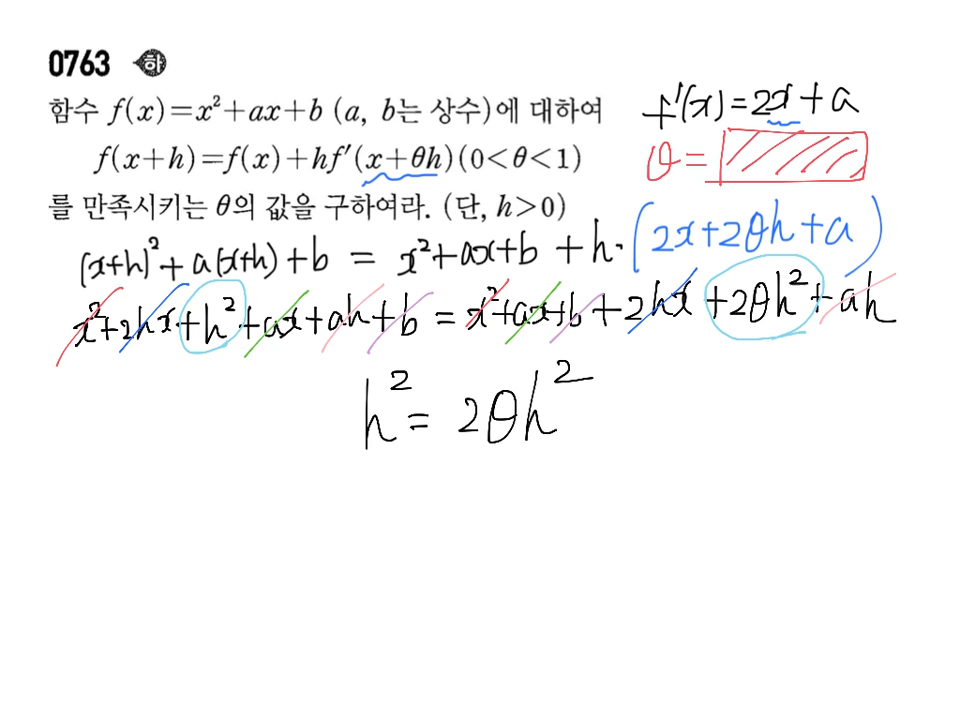 0763 하
함수 f(x)=x²+ax+b (a, b는 상수)에 대하여
f(x+h)=f(x)+hf′(x+θh)(0<θ<1)
를 만족시키는 θ의 값을 구하여라. (단, h>0)
f'(x)=2x+a
θ=
(x+h)²+a(x+h)+b = x²+ax+b+h·(2x+2θh+a)
x²+2hx+h²+ax+ah+b=x²+ax+b+2hx+2θh²+ah
h²=2θh²